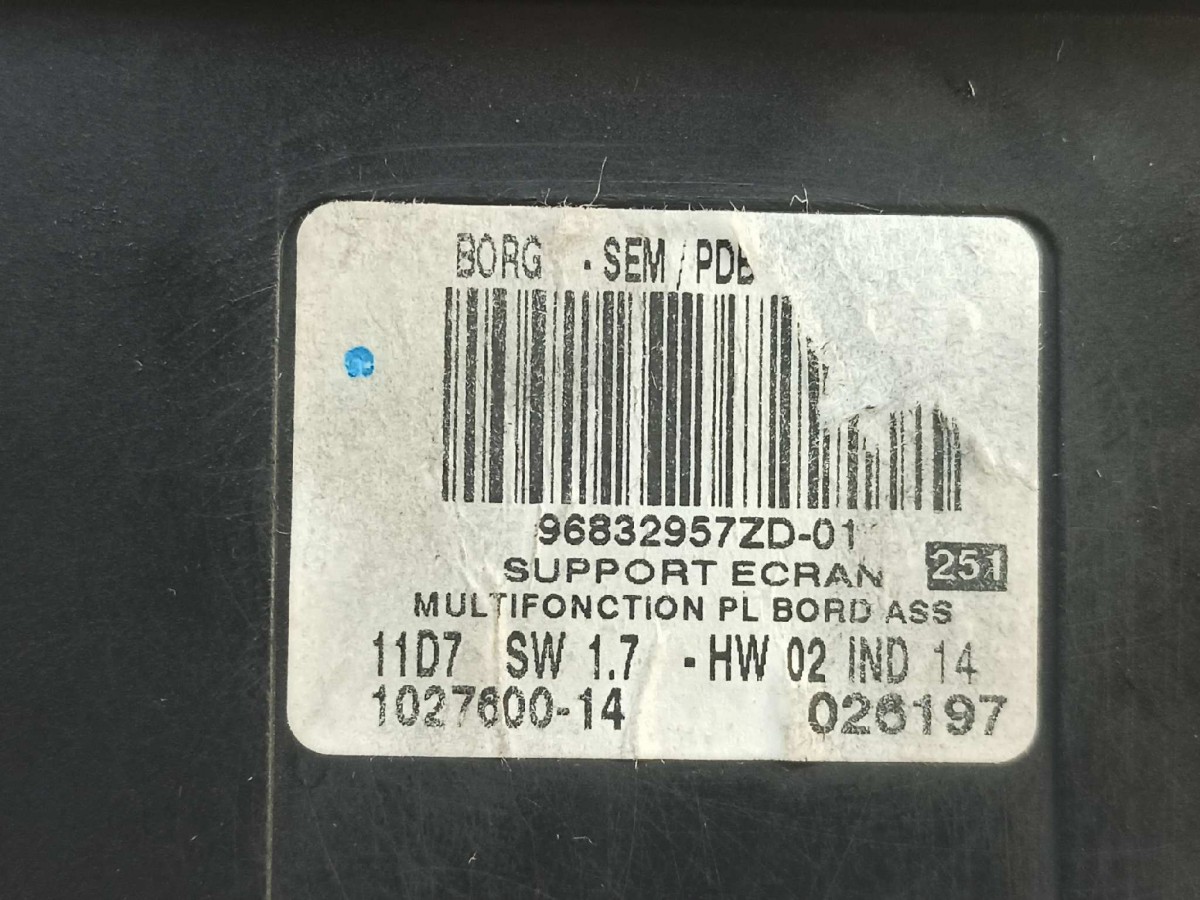 BORG - SEM / PDB
96832957ZD-01
SUPPORT ECRAN 251
MULTIFONCTION PL BORD ASS
11D7 SW 1.7 - HW 02 IND 14
1027600-14 026197